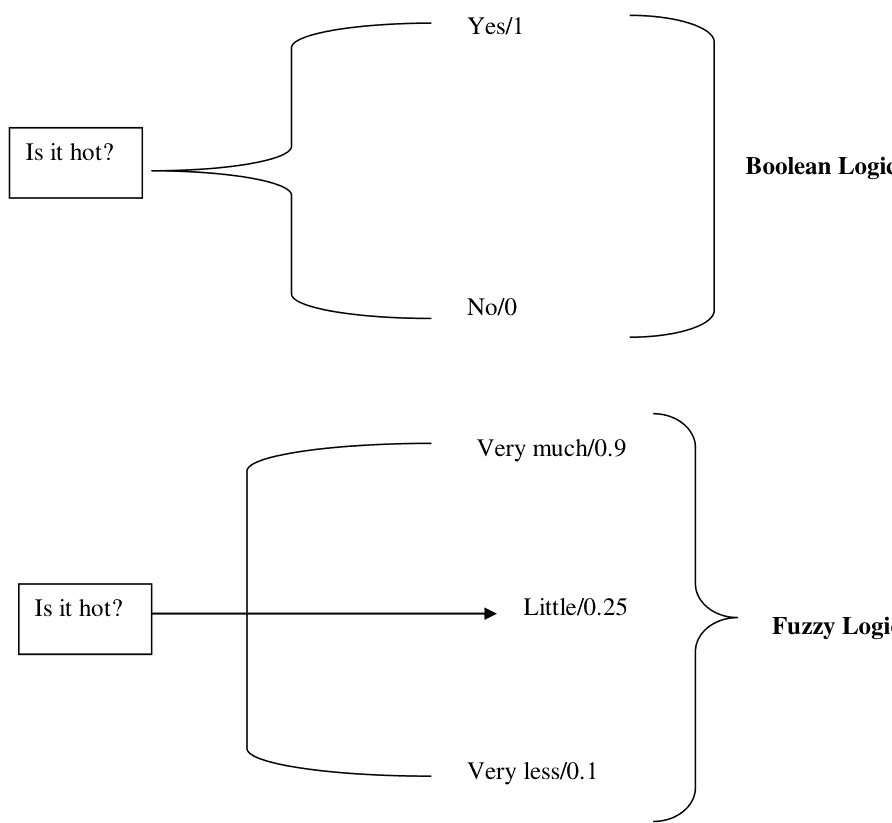 Yes/1
Is it hot?
Boolean Logic
No/0
Very much/0.9
Is it hot?
Little/0.25
Fuzzy Logi
Very less/0.1